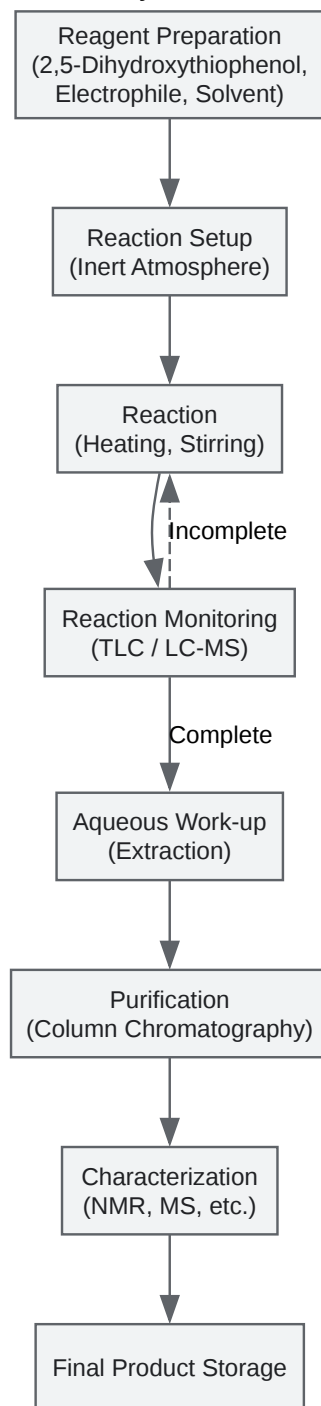 Reagent Preparation
(2,5-Dihydroxythiophenol,
Electrophile, Solvent)
Reaction Setup
(Inert Atmosphere)
Reaction
(Heating, Stirring)
Incomplete
Reaction Monitoring
(TLC / LC-MS)
Complete
Aqueous Work-up
(Extraction)
Purification
(Column Chromatography)
Characterization
(NMR, MS, etc.)
Final Product Storage